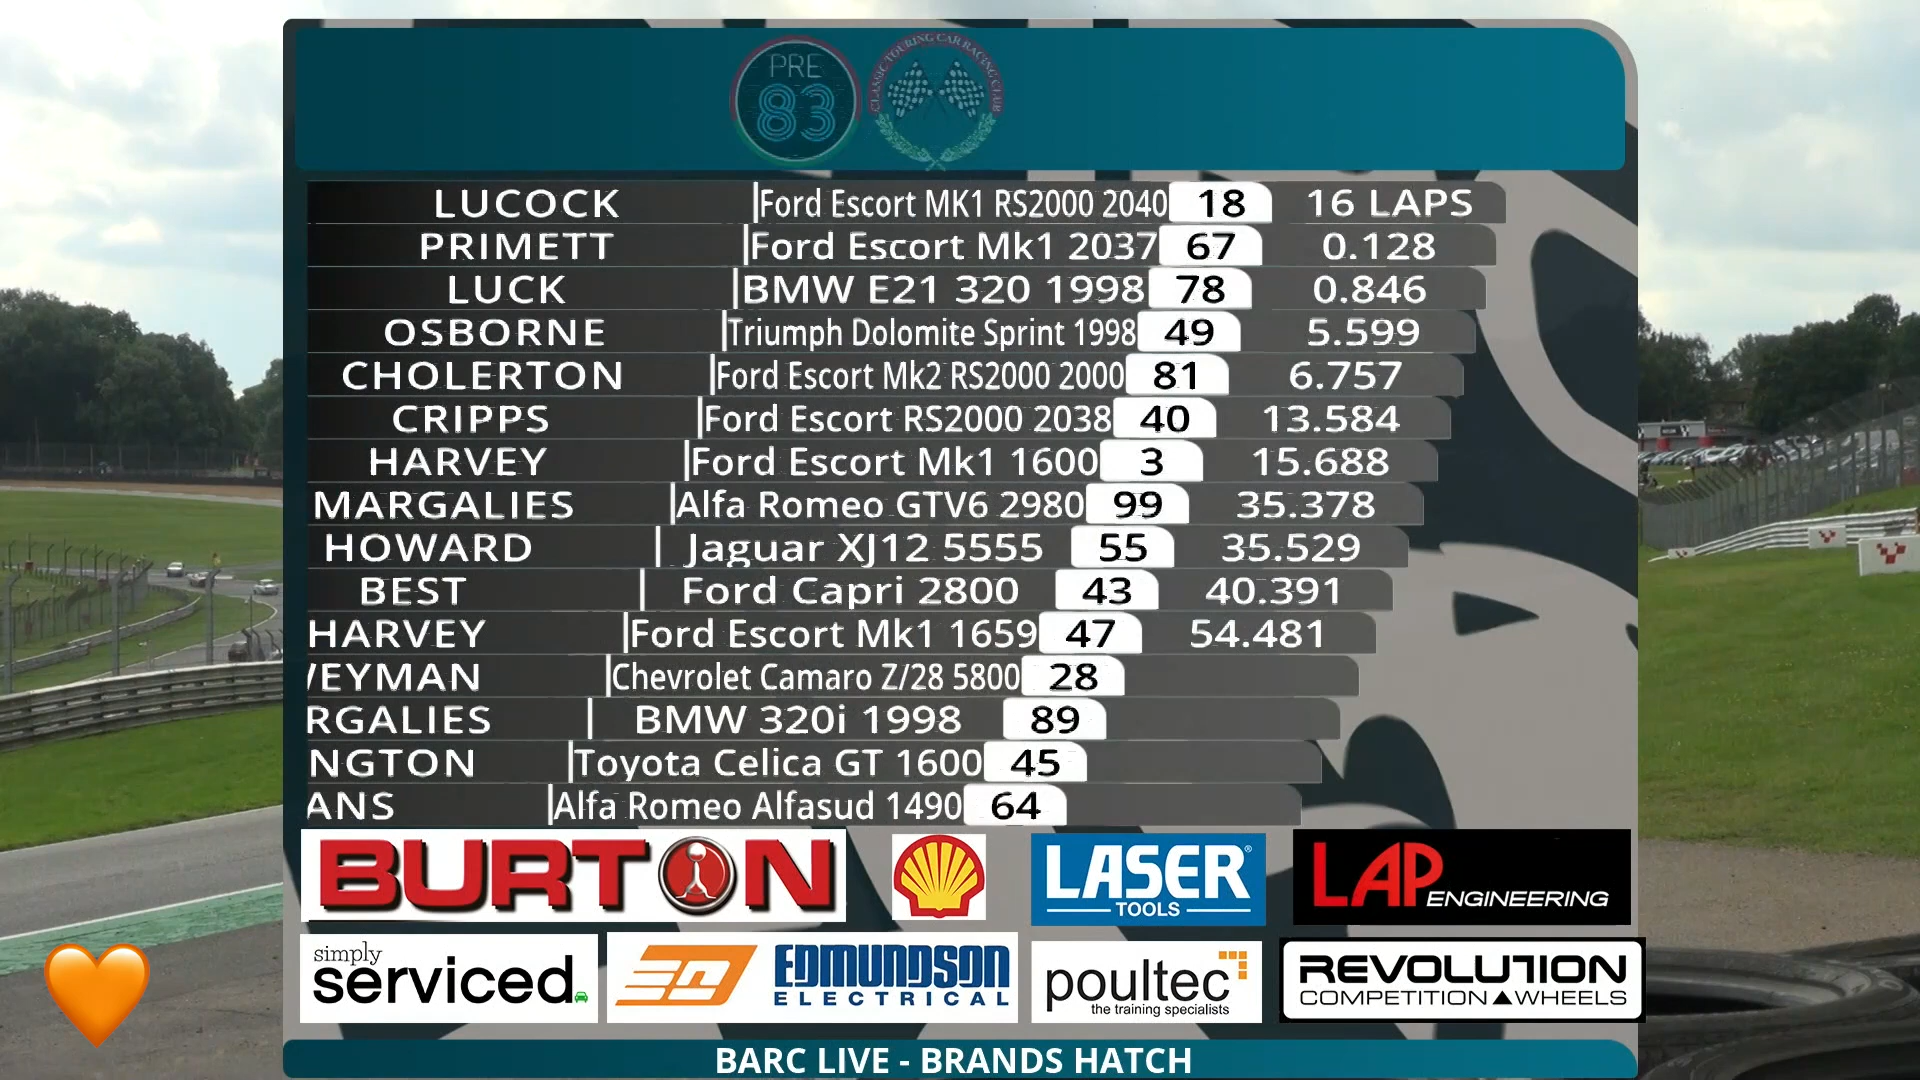 PRE
83
CLASSIC TOURING CAR RACING CLUB
LUCOCK Ford Escort MK1 RS2000 2040 18 16 LAPS
PRIMETT Ford Escort Mk1 2037 67 0.128
LUCK BMW E21 320 1998 78 0.846
OSBORNE Triumph Dolomite Sprint 1998 49 5.599
CHOLERTON Ford Escort Mk2 RS2000 2000 81 6.757
CRIPPS Ford Escort RS2000 2038 40 13.584
HARVEY Ford Escort Mk1 1600 3 15.688
MARGALIES Alfa Romeo GTV6 2980 99 35.378
HOWARD Jaguar XJ12 5555 55 35.529
BEST Ford Capri 2800 43 40.391
HARVEY Ford Escort Mk1 1659 47 54.481
EYMAN Chevrolet Camaro Z/28 5800 28
RGALIES BMW 320i 1998 89
NGTON Toyota Celica GT 1600 45
ANS Alfa Romeo Alfasud 1490 64
BURTON
LASER®
TOOLS
LAP ENGINEERING
simply
serviced.
EDMUNDSON
ELECTRICAL
poultec
the training specialists
REVOLUTION
COMPETITION WHEELS
BARC LIVE - BRANDS HATCH